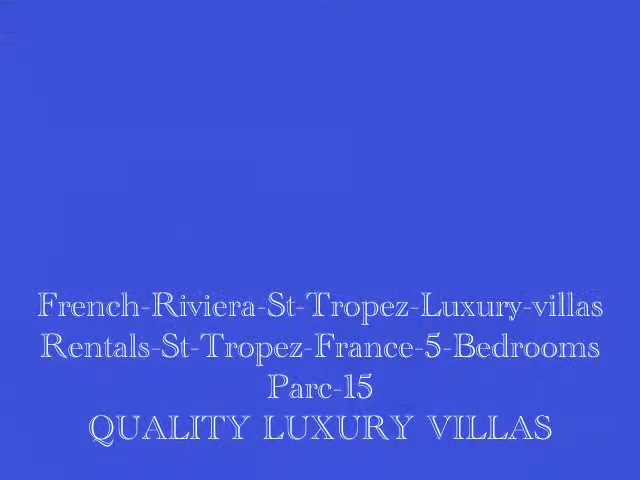 French-Riviera-St-Tropez-Luxury-villas
Rentals-St-Tropez-France-5-Bedrooms
Parc-15
QUALITY LUXURY VILLAS